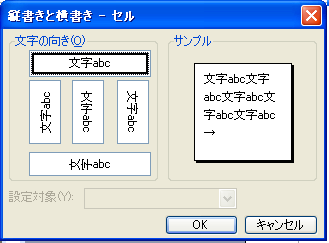 縦書きと横書き - セル
文字の向き(O)
文字abc
文字abc
文字abc
文字abc
文字abc
サンプル
文字abc文字
abc文字abc文
字abc文字abc
→
設定対象(Y):
OK
キャンセル